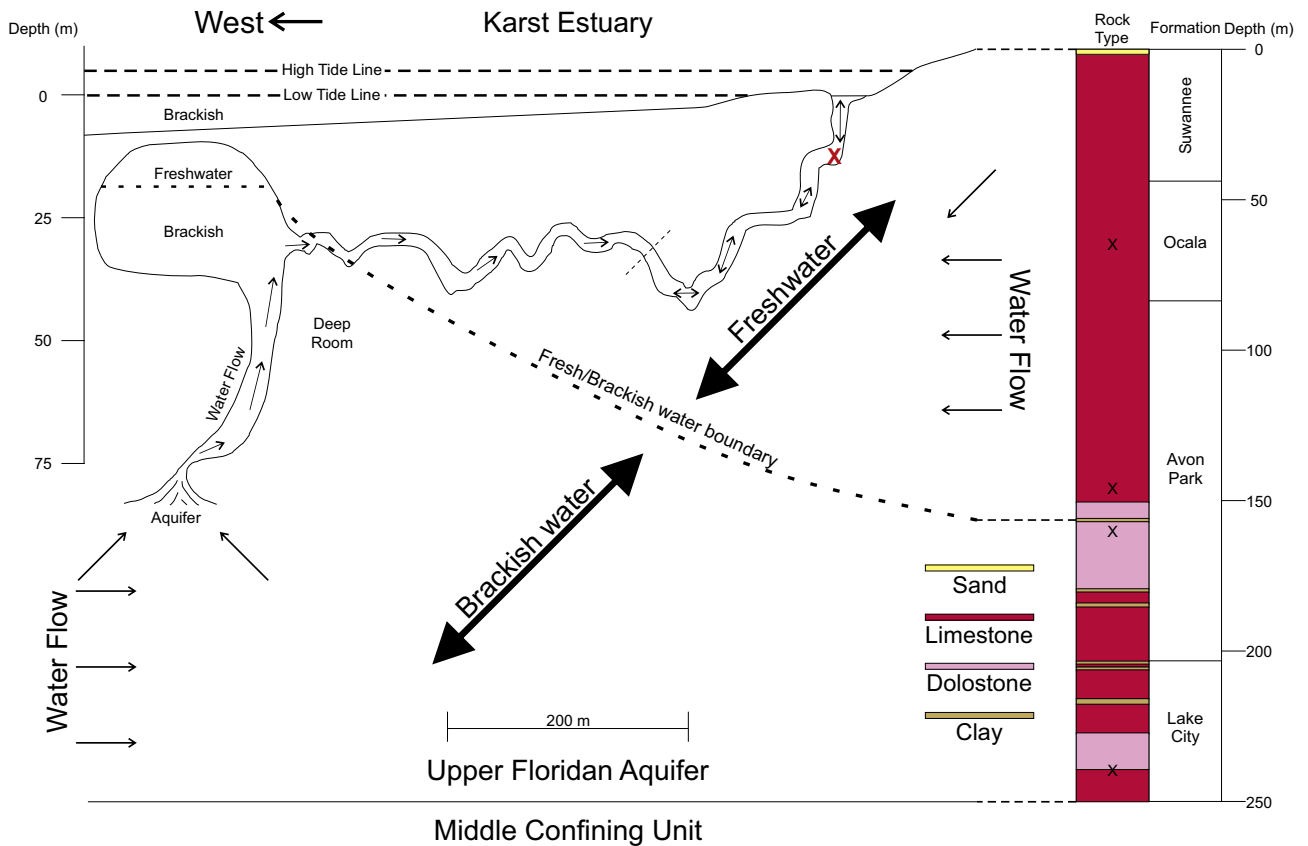 West
Karst Estuary
Rock
Type
Formation
Depth (m)
Depth (m)
High Tide Line
Low Tide Line
Brackish
Freshwater
Brackish
0
25
50
75
X
Deep
Room
Water Flow
Aquifer
Freshwater
Fresh/Brackish water boundary
Brackish water
Water Flow
Water Flow
Sand
Limestone
Dolostone
Clay
200 m
Upper Floridan Aquifer
Middle Confining Unit
X
X
X
X
Suwannee
Ocala
Avon
Park
Lake
City
0
50
100
150
200
250